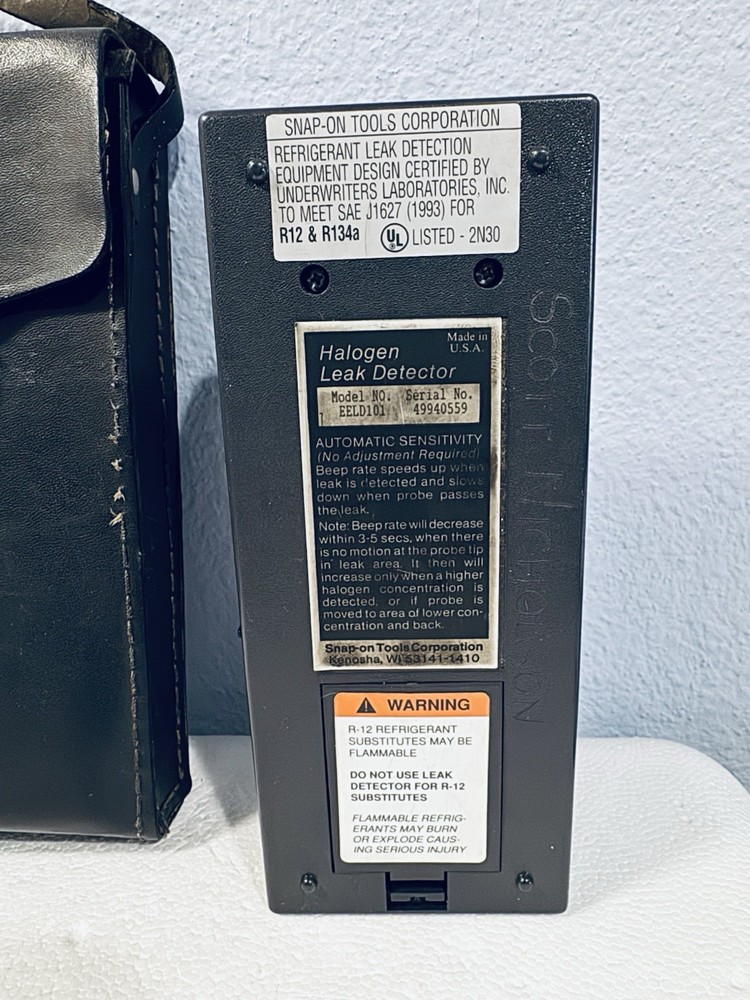 SNAP-ON TOOLS CORPORATION
REFRIGERANT LEAK DETECTION
EQUIPMENT DESIGN CERTIFIED BY
UNDERWRITERS LABORATORIES, INC.
TO MEET SAE J1627 (1993) FOR
R12 & R134a UL LISTED - 2N30
Made in
U.S.A.
Halogen
Leak Detector
Model NO. Serial No.
EELD101 49940559
AUTOMATIC SENSITIVITY
(No Adjustment Required)
Beep rate speeds up when
leak is detected and slows
down when probe passes
the leak.
Note: Beep rate will decrease
within 3-5 secs. when there
is no motion at the probe tip
in leak area. It then will
increase only when a higher
halogen concentration is
detected, or if probe is
moved to area of lower con-
centration and back.
Snap-on Tools Corporation
Kenosha, WI 53141-1410
WARNING
R-12 REFRIGERANT
SUBSTITUTES MAY BE
FLAMMABLE
DO NOT USE LEAK
DETECTOR FOR R-12
SUBSTITUTES
FLAMMABLE REFRIG-
ERANTS MAY BURN
OR EXPLODE CAUS-
ING SERIOUS INJURY
Scott